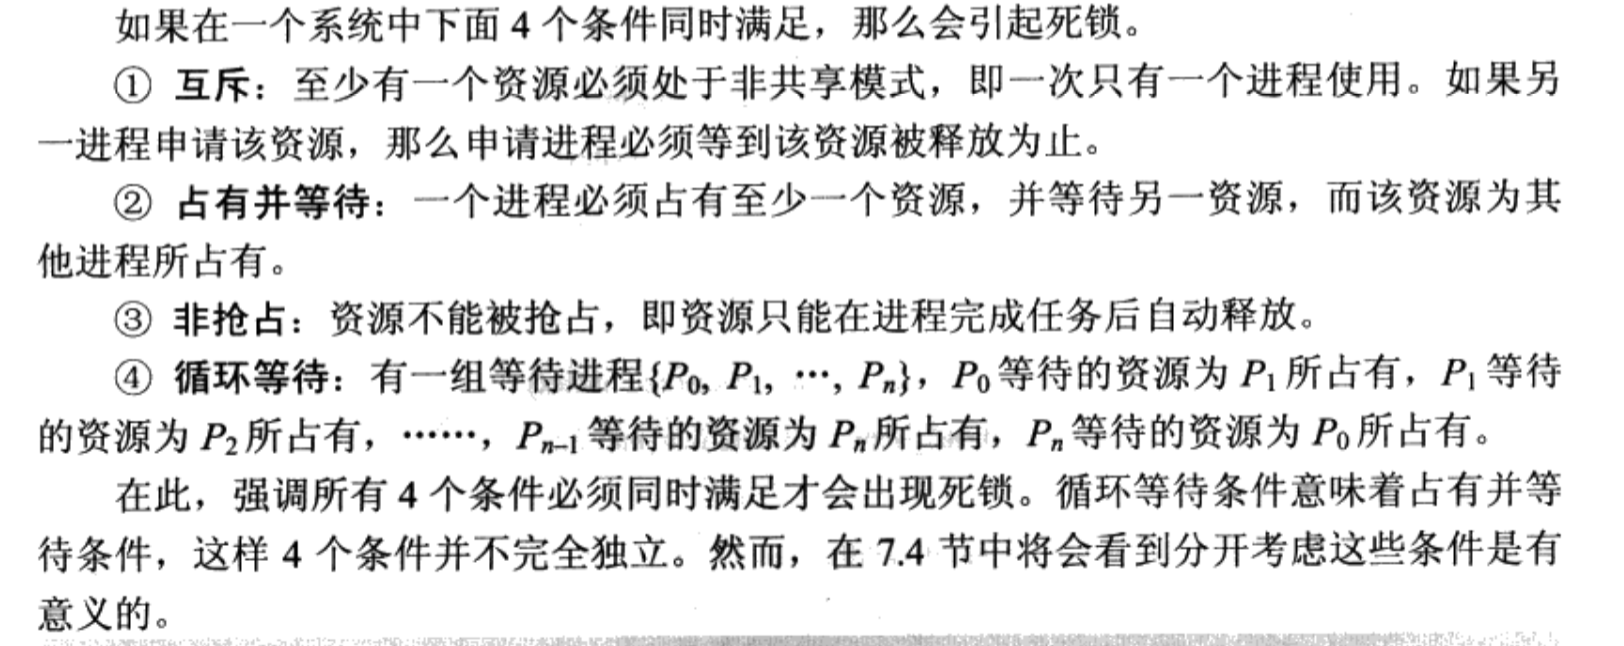 如果在一个系统中下面 4 个条件同时满足，那么会引起死锁。
① 互斥：至少有一个资源必须处于非共享模式，即一次只有一个进程使用。如果另
一进程申请该资源，那么申请进程必须等到该资源被释放为止。
② 占有并等待：一个进程必须占有至少一个资源，并等待另一资源，而该资源为其
他进程所占有。
③ 非抢占：资源不能被抢占，即资源只能在进程完成任务后自动释放。
④ 循环等待：有一组等待进程{P₀, P₁, …, Pₙ}，P₀ 等待的资源为 P₁ 所占有，P₁ 等待
的资源为 P₂ 所占有，……，Pₙ₋₁ 等待的资源为 Pₙ 所占有，Pₙ 等待的资源为 P₀ 所占有。
在此，强调所有 4 个条件必须同时满足才会出现死锁。循环等待条件意味着占有并等
待条件，这样 4 个条件并不完全独立。然而，在 7.4 节中将会看到分开考虑这些条件是有
意义的。